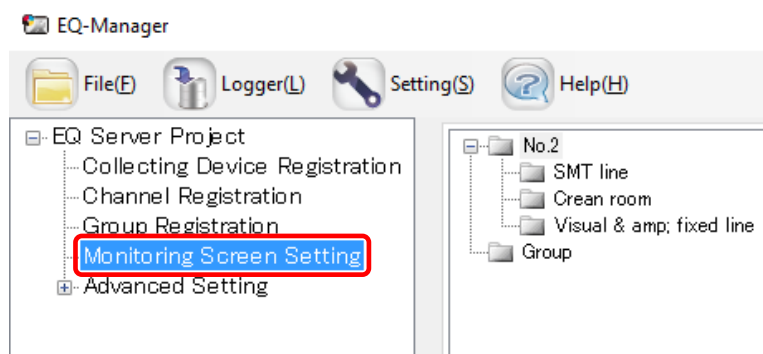 EQ-Manager
File(F) Logger(L) Setting(S) Help(H)
EQ Server Project
Collecting Device Registration
Channel Registration
Group Registration
Monitoring Screen Setting
Advanced Setting
No.2
SMT line
Crean room
Visual & amp; fixed line
Group